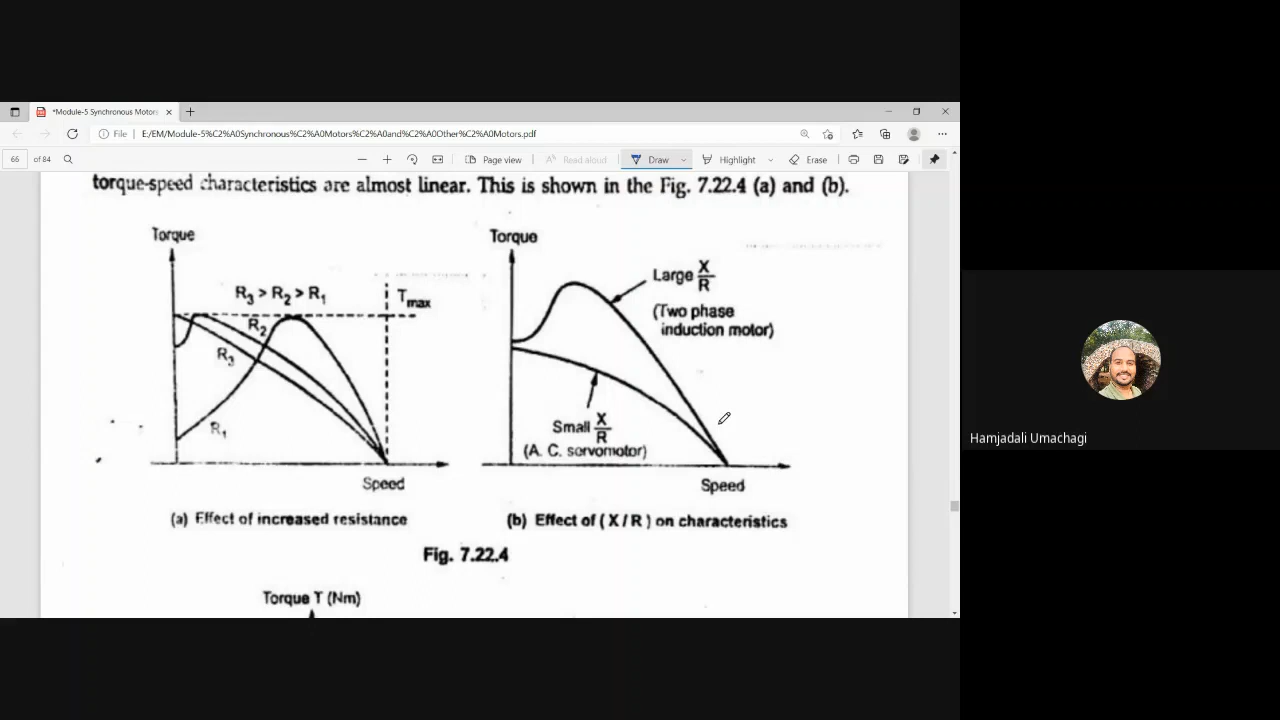 *Module-5 Synchronous Motors
File
E:/EM/Module-5%C2%A0Synchronous%C2%A0Motors%C2%A0and%C2%A0Other%C2%A0Motors.pdf
66 of 84
Page view
Read aloud
Draw
Highlight
Erase
torque-speed characteristics are almost linear. This is shown in the Fig. 7.22.4 (a) and (b).
Torque
R3 > R2 > R1
Tmax
R2
R3
R1
Speed
(a) Effect of increased resistance
Torque
Large X/R
(Two phase
induction motor)
Small X/R
(A. C. servomotor)
Speed
(b) Effect of ( X / R ) on characteristics
Fig. 7.22.4
Torque T (Nm)
Hamjadali Umachagi